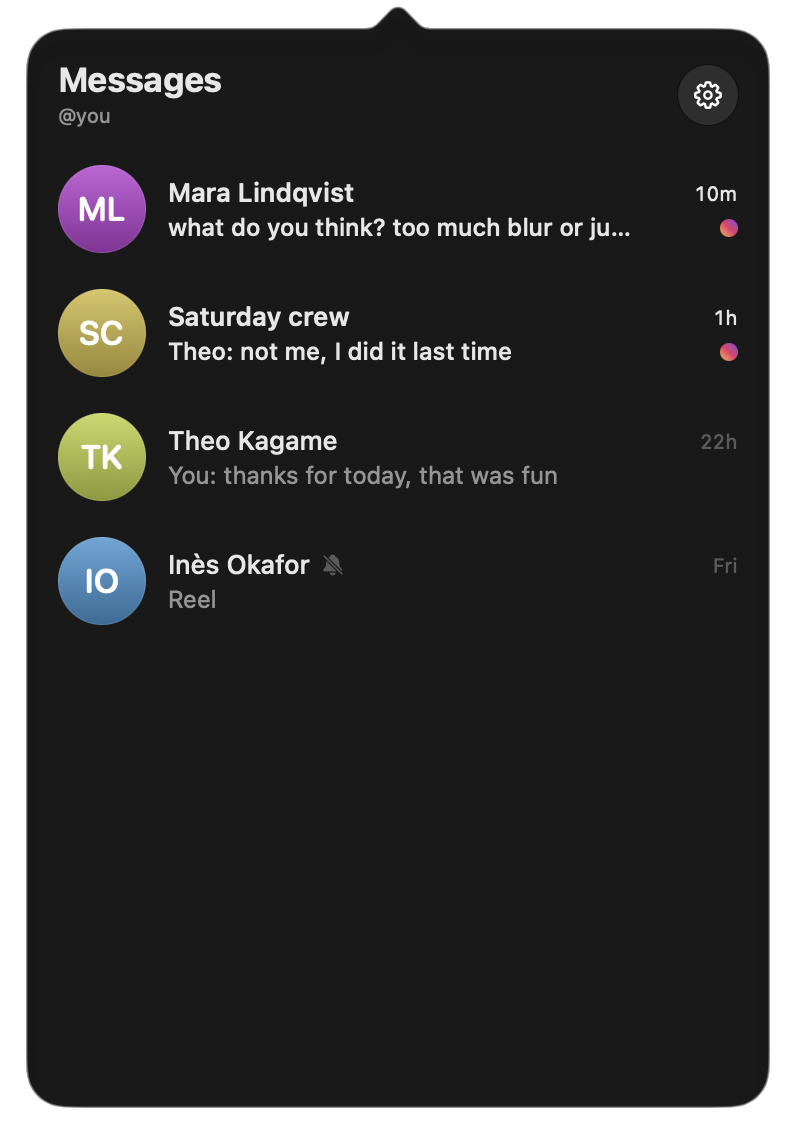 Messages
@you
ML
Mara Lindqvist
10m
what do you think? too much blur or ju...
SC
Saturday crew
1h
Theo: not me, I did it last time
TK
Theo Kagame
22h
You: thanks for today, that was fun
IO
Inès Okafor
Fri
Reel